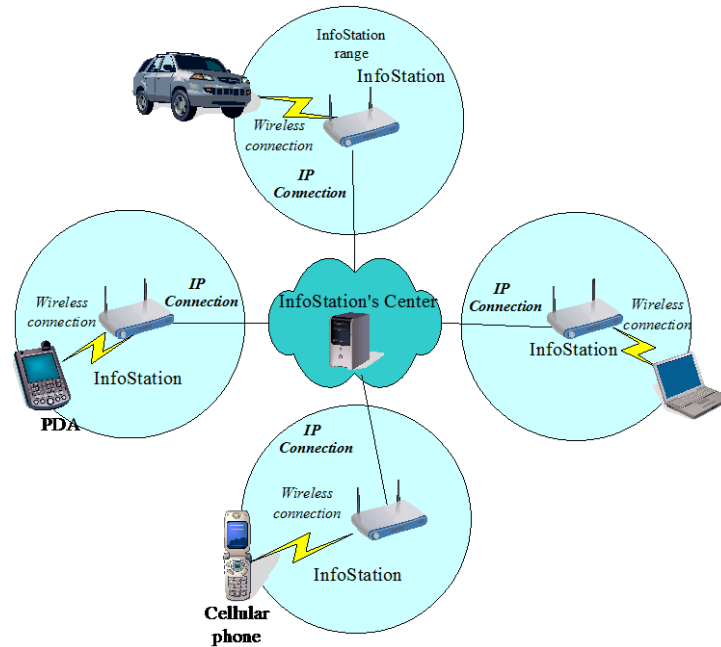 InfoStation
range
InfoStation
Wireless
connection
IP
Connection
Wireless
connection
IP
Connection
InfoStation
PDA
InfoStation's Center
IP
Connection
Wireless
connection
InfoStation
IP
Connection
Wireless
connection
InfoStation
Cellular
phone